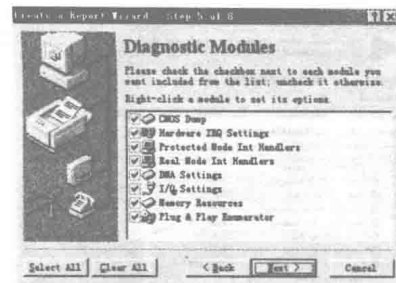 Create a Report Wizard - Step 5 of 8
Diagnostic Modules
Please check the checkbox next to each module you
want included from the list; uncheck it otherwise.
Right-click a module to set its options.
CMOS Dump
Hardware IRQ Settings
Protected Mode Int Handlers
Real Mode Int Handlers
DMA Settings
I/O Settings
Memory Resources
Plug & Play Enumerator
Select All
Clear All
< Back
Next >
Cancel